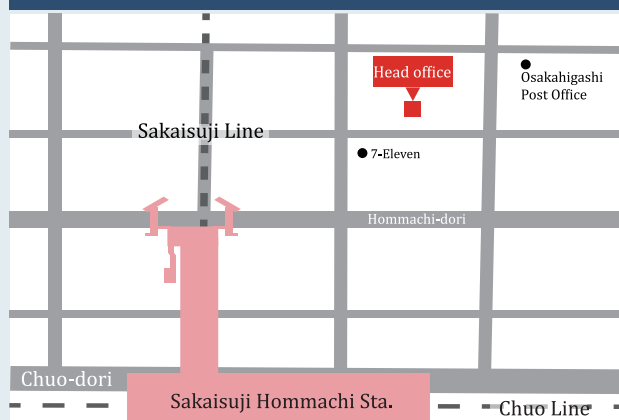 Head office
Osakahigashi
Post Office
Sakaisuji Line
7-Eleven
Hommachi-dori
Chuo-dori
Sakaisuji Hommachi Sta.
Chuo Line